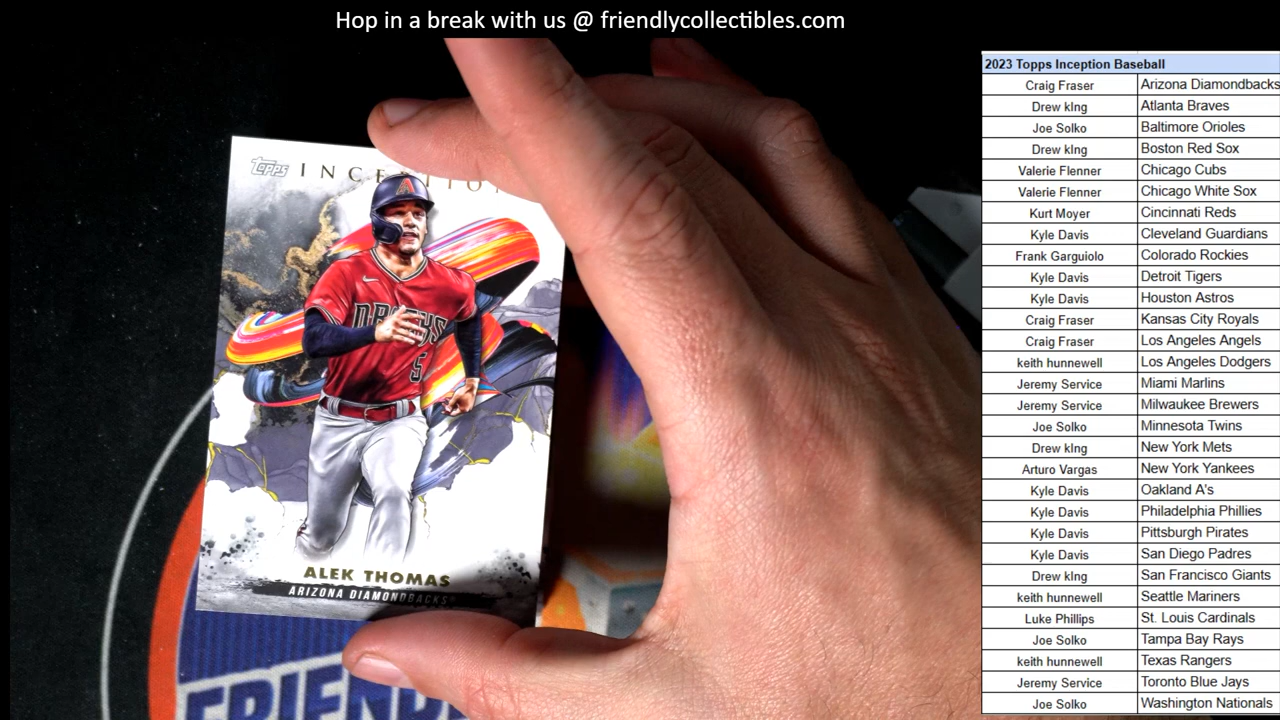 Hop in a break with us @ friendlycollectibles.com
topps INCEPTION
DBACKS
5
ALEK THOMAS
ARIZONA DIAMONDBACKS
FRIEND
2023 Topps Inception Baseball
Craig Fraser Arizona Diamondbacks
Drew kIng Atlanta Braves
Joe Solko Baltimore Orioles
Drew kIng Boston Red Sox
Valerie Flenner Chicago Cubs
Valerie Flenner Chicago White Sox
Kurt Moyer Cincinnati Reds
Kyle Davis Cleveland Guardians
Frank Garguiolo Colorado Rockies
Kyle Davis Detroit Tigers
Kyle Davis Houston Astros
Craig Fraser Kansas City Royals
Craig Fraser Los Angeles Angels
keith hunnewell Los Angeles Dodgers
Jeremy Service Miami Marlins
Jeremy Service Milwaukee Brewers
Joe Solko Minnesota Twins
Drew kIng New York Mets
Arturo Vargas New York Yankees
Kyle Davis Oakland A's
Kyle Davis Philadelphia Phillies
Kyle Davis Pittsburgh Pirates
Kyle Davis San Diego Padres
Drew kIng San Francisco Giants
keith hunnewell Seattle Mariners
Luke Phillips St. Louis Cardinals
Joe Solko Tampa Bay Rays
keith hunnewell Texas Rangers
Jeremy Service Toronto Blue Jays
Joe Solko Washington Nationals